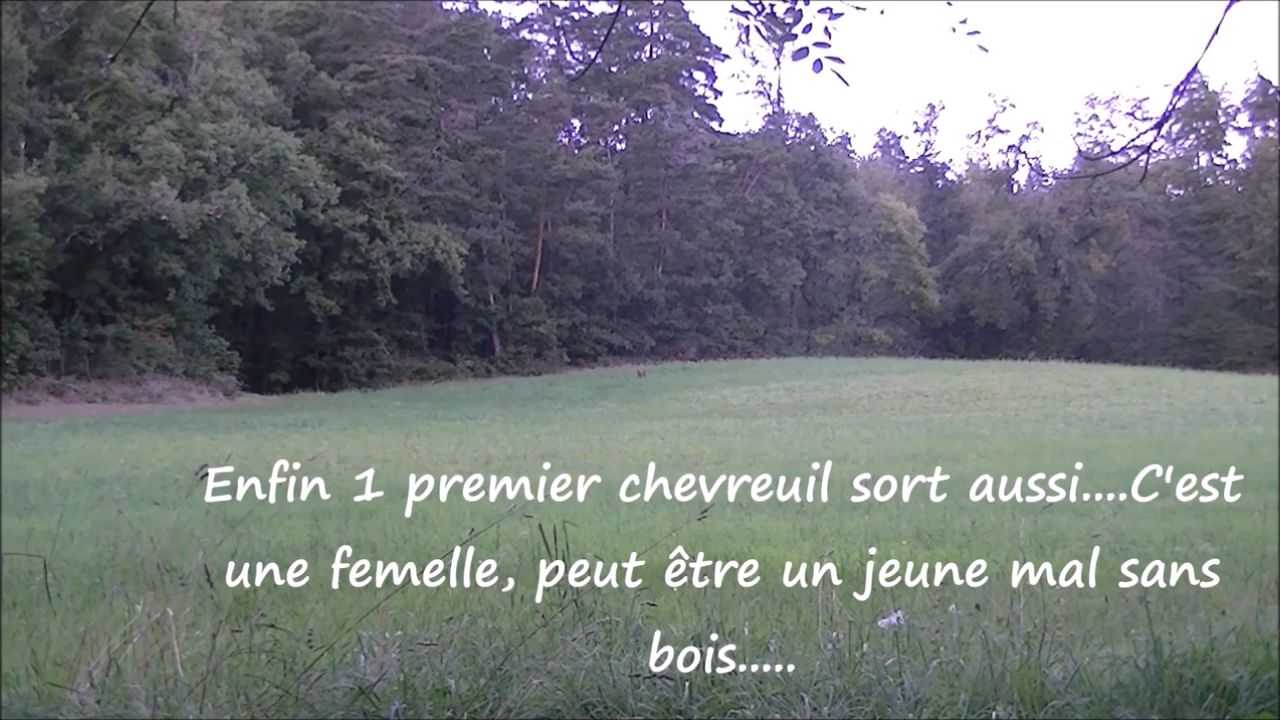 Enfin 1 premier chevreuil sort aussi....C'est
une femelle, peut être un jeune mal sans
bois.....